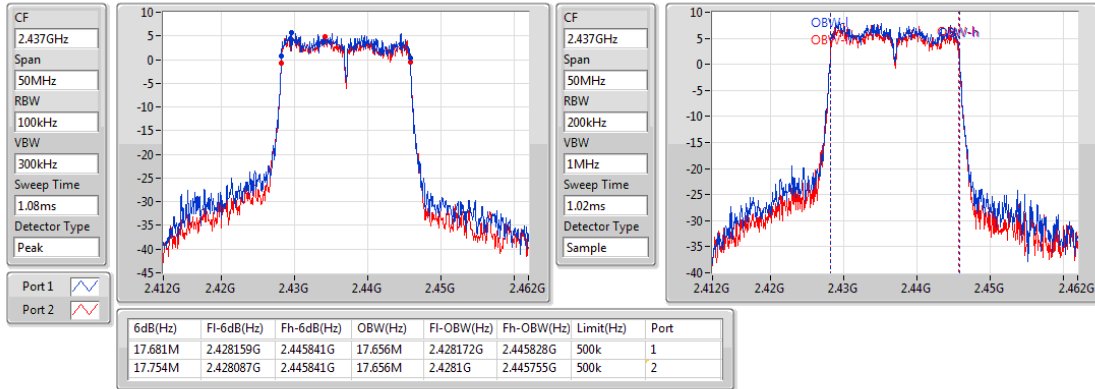 CF
2.437GHz
Span
50MHz
RBW
100kHz
VBW
300kHz
Sweep Time
1.08ms
Detector Type
Peak
Port 1
Port 2
10
5
0
-5
-10
-15
-20
-25
-30
-35
-40
-45
2.412G 2.42G 2.43G 2.44G 2.45G 2.462G
CF
2.437GHz
Span
50MHz
RBW
200kHz
VBW
1MHz
Sweep Time
1.02ms
Detector Type
Sample
10
5
0
-5
-10
-15
-20
-25
-30
-35
-40
OBW-l
OBW-l
OBW-h
2.412G 2.42G 2.43G 2.44G 2.45G 2.462G
6dB(Hz) Fl-6dB(Hz) Fh-6dB(Hz) OBW(Hz) Fl-OBW(Hz) Fh-OBW(Hz) Limit(Hz) Port
17.681M 2.428159G 2.445841G 17.656M 2.428172G 2.445828G 500k 1
17.754M 2.428087G 2.445841G 17.656M 2.4281G 2.445755G 500k 2